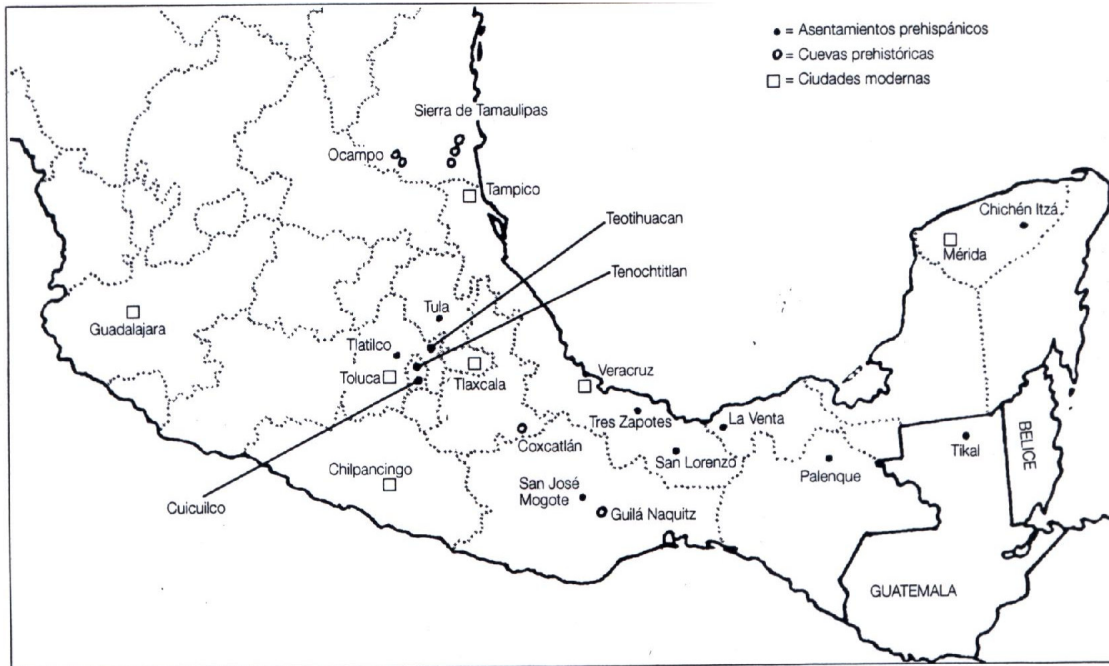 ● = Asentamientos prehispánicos
o = Cuevas prehistóricas
□ = Ciudades modernas
Sierra de Tamaulipas
Ocampo
Tampico
Teotihuacan
Chichén Itzá
Mérida
Tenochtitlan
Tula
Guadalajara
Tlatilco
Toluca
Tlaxcala
Veracruz
Tres Zapotes
La Venta
Coxcatlán
San Lorenzo
Palenque
Tikal
BELICE
Chilpancingo
San José
Mogote
Guilá Naquitz
Cuicuilco
GUATEMALA